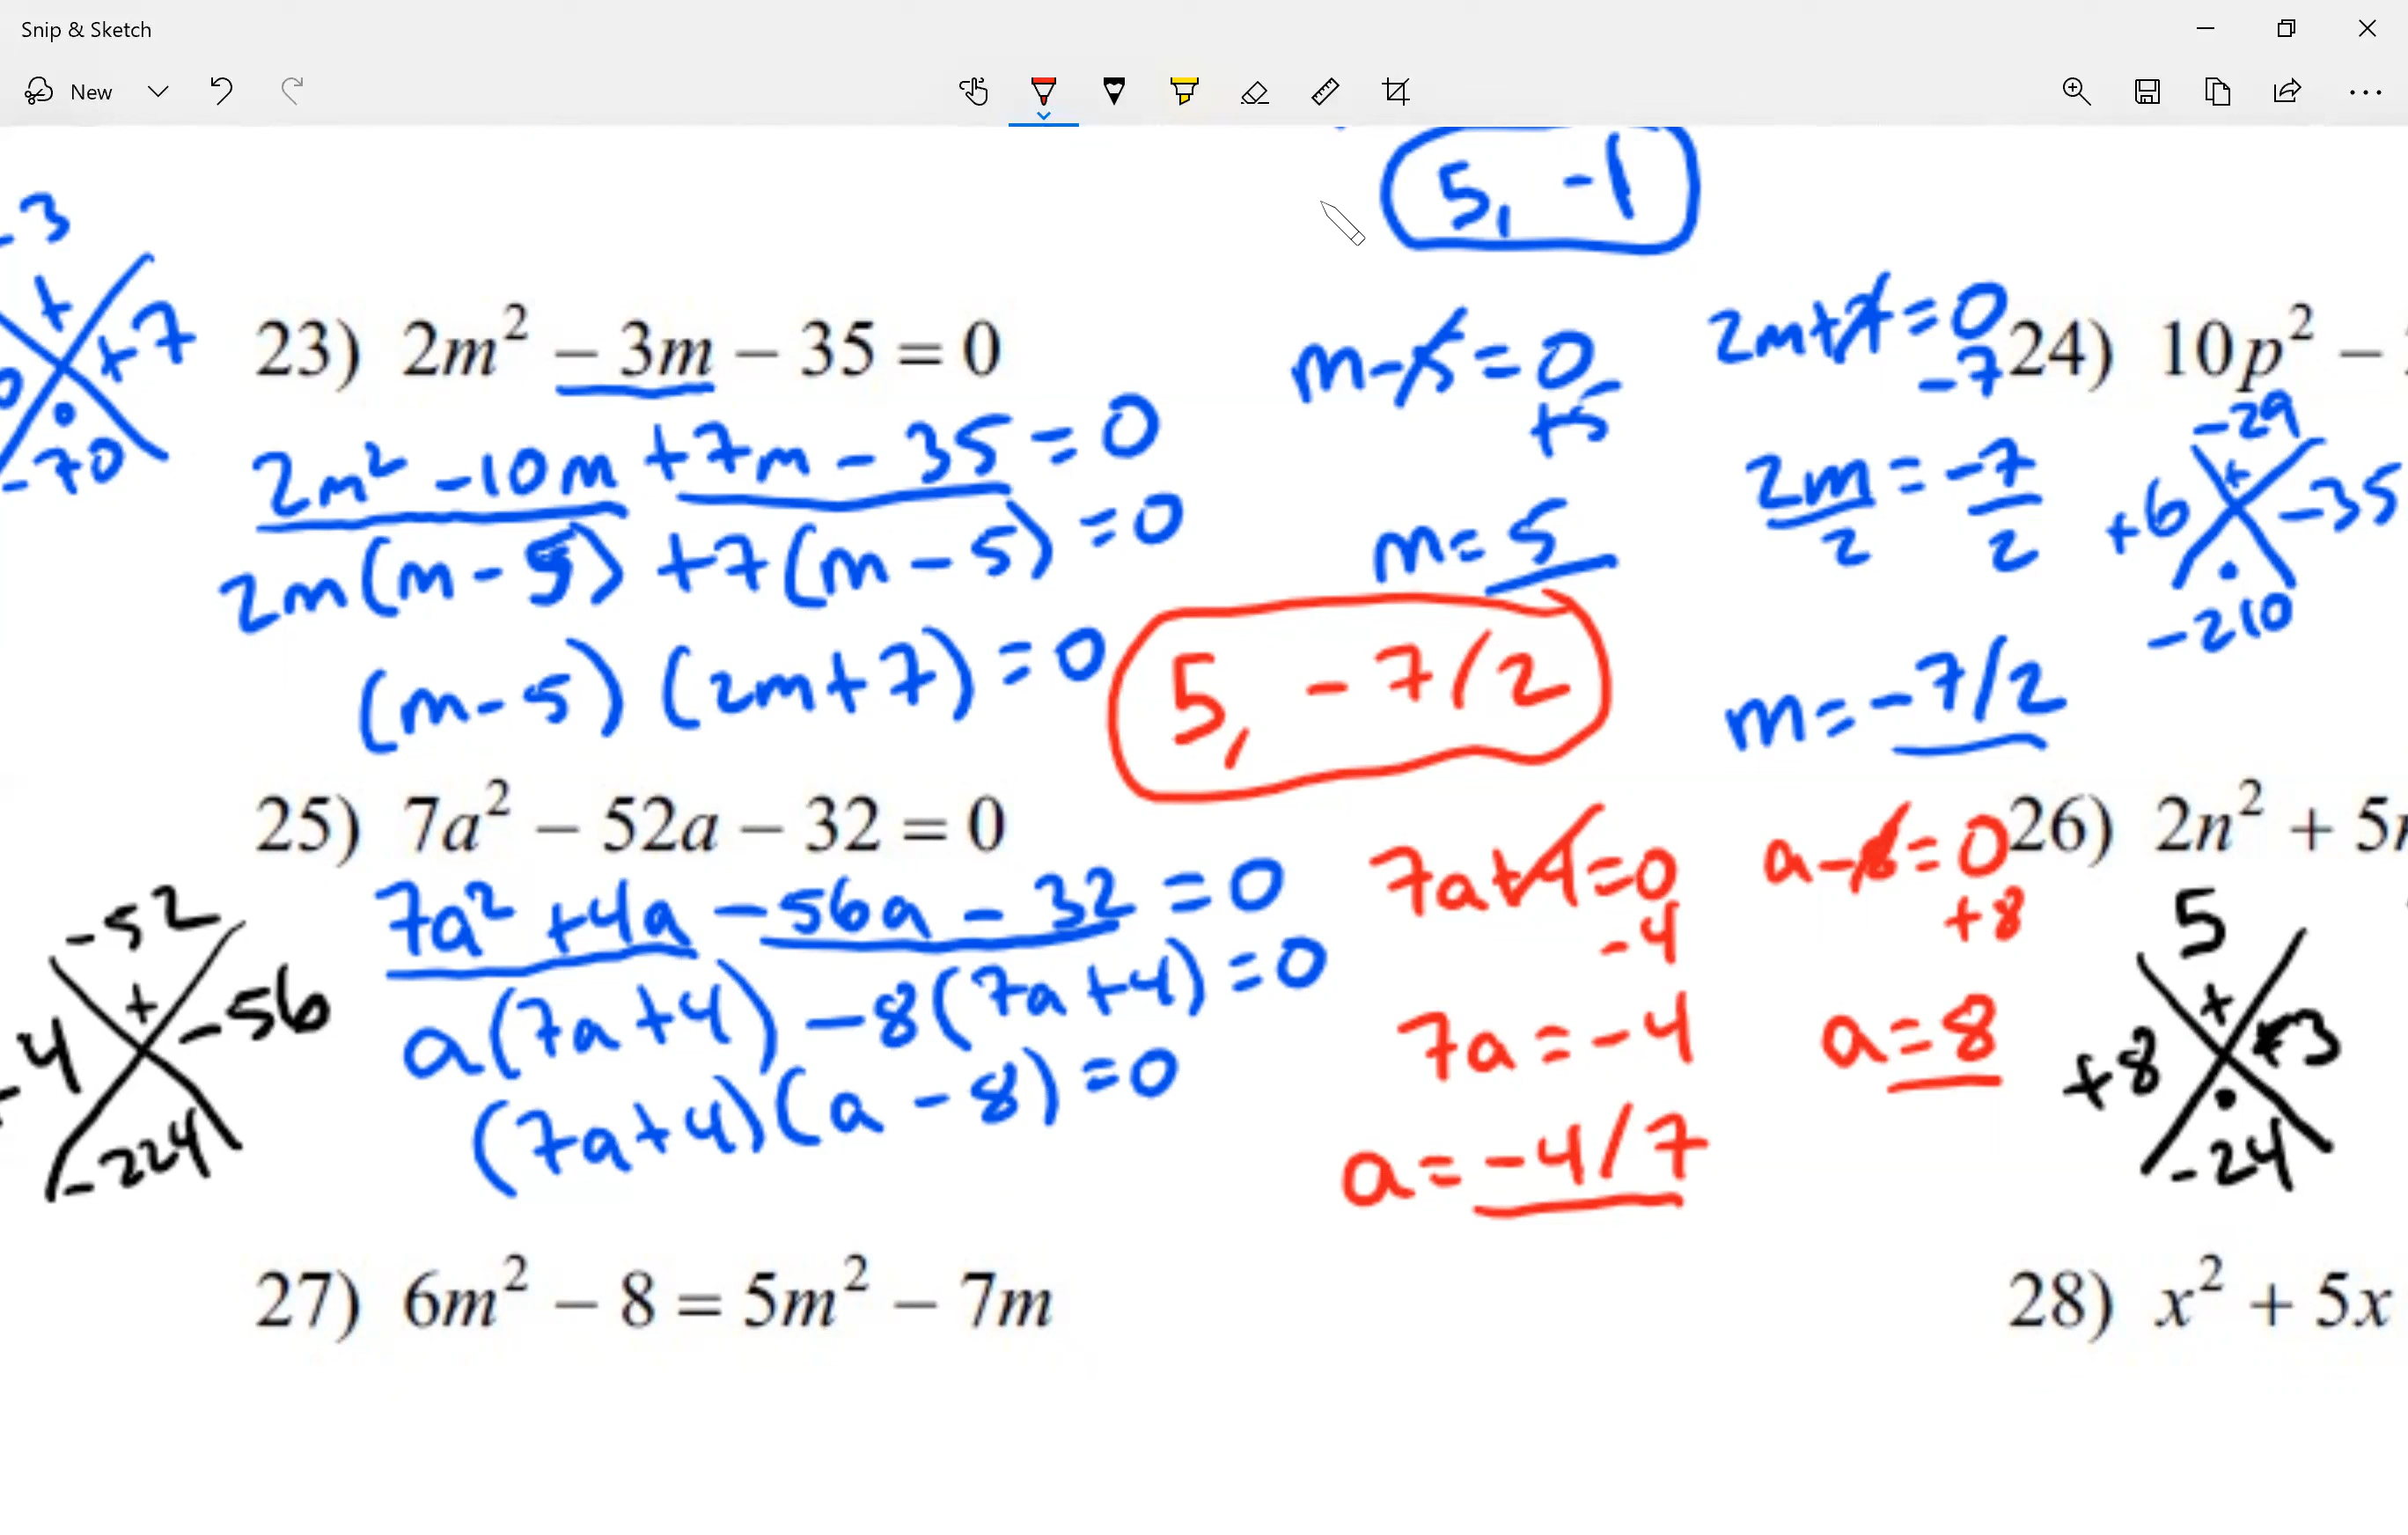 Snip & Sketch
New
5, -1
-3
+
+7
-70
23) 2m² − 3m − 35 = 0
2m² -10m +7m - 35 = 0
2m(m-5) +7(m-5) = 0
(m-5) (2m+7) = 0
m-5 = 0
+5
m = 5
2m+7 = 0
-7
2m = -7
2 2
m = -7/2
5, -7/2
24) 10p² −
-29
+
+6 -35
-210
25) 7a² − 52a − 32 = 0
-52
+
4 -56
-224
7a² +4a -56a - 32 = 0
a(7a+4) -8(7a+4) = 0
(7a+4)(a-8) = 0
7a+4=0
-4
7a = -4
a = -4/7
a-8=0
+8
a = 8
26) 2n² + 5
5
+
+8 -3
-24
27) 6m² − 8 = 5m² − 7m
28) x² + 5x